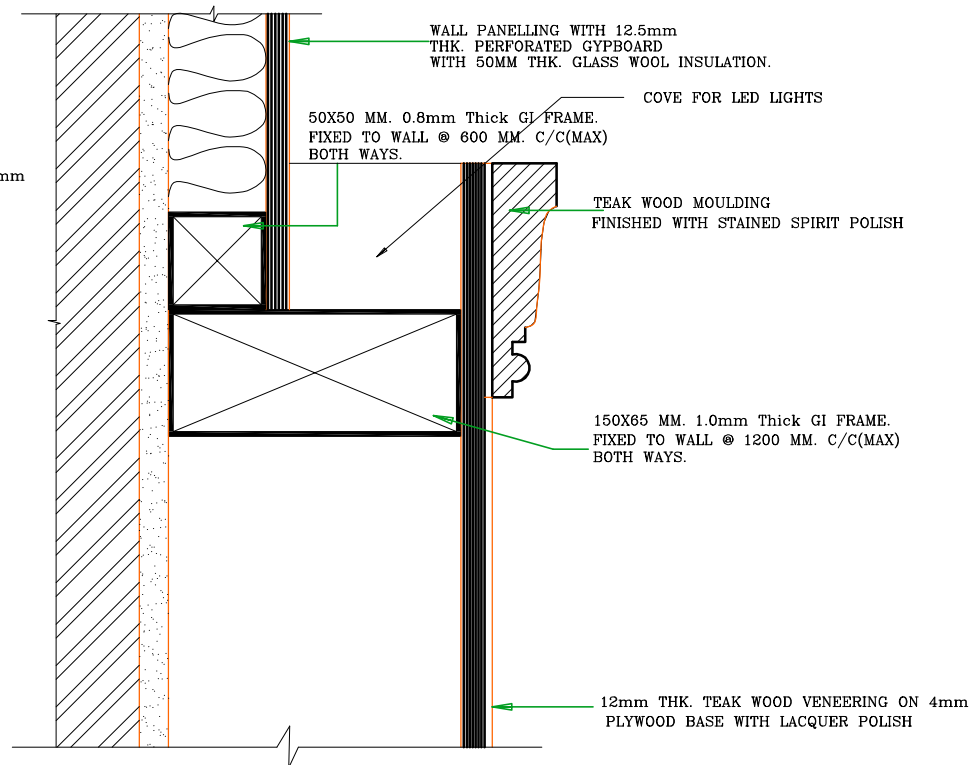 WALL PANELLING WITH 12.5mm
THK. PERFORATED GYPBOARD
WITH 50MM THK. GLASS WOOL INSULATION.
COVE FOR LED LIGHTS
50X50 MM. 0.8mm Thick GI FRAME.
FIXED TO WALL @ 600 MM. C/C(MAX)
BOTH WAYS.
mm
TEAK WOOD MOULDING
FINISHED WITH STAINED SPIRIT POLISH
150X65 MM. 1.0mm Thick GI FRAME.
FIXED TO WALL @ 1200 MM. C/C(MAX)
BOTH WAYS.
12mm THK. TEAK WOOD VENEERING ON 4mm
PLYWOOD BASE WITH LACQUER POLISH